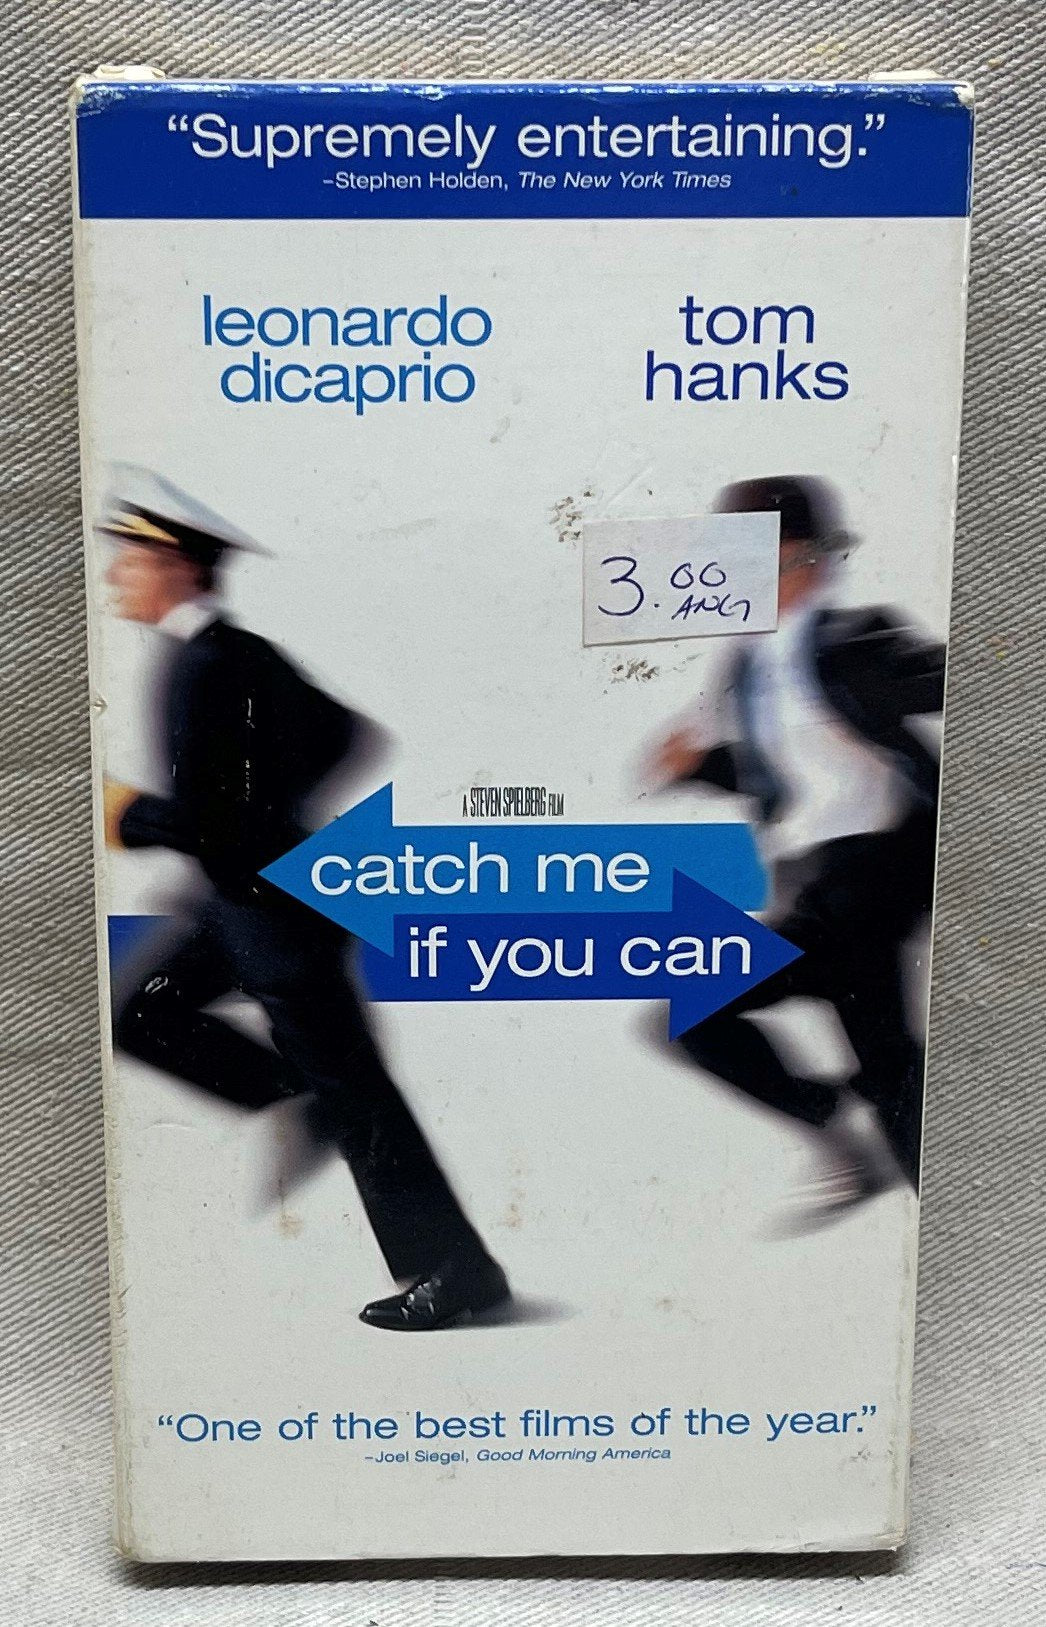 “Supremely entertaining.”
–Stephen Holden, The New York Times
leonardo
dicaprio
tom
hanks
3.00
A STEVEN SPIELBERG FILM
catch me
if you can
“One of the best films of the year.”
–Joel Siegel, Good Morning America